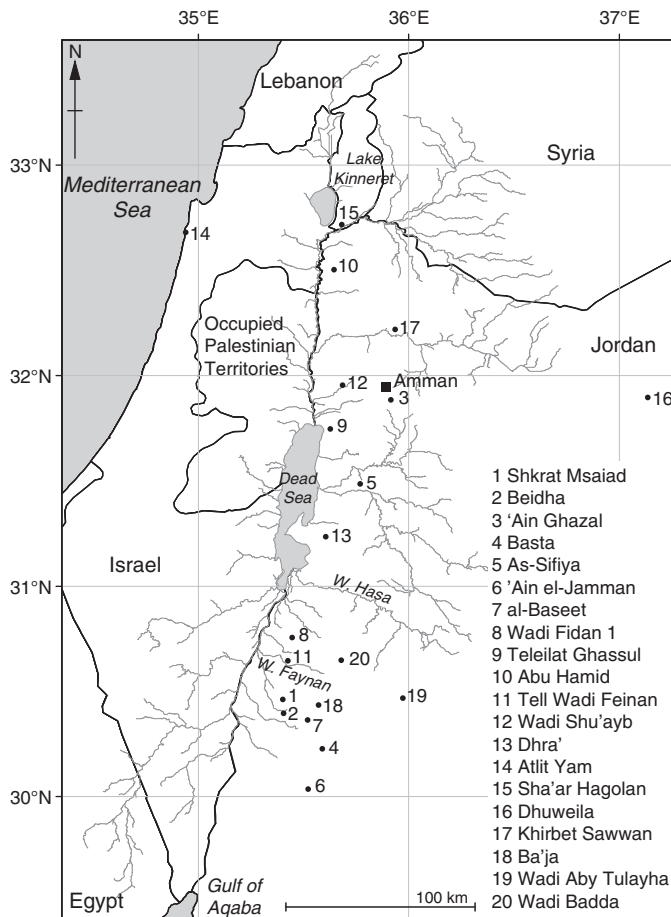 35°E
36°E
37°E
N
Lebanon
33°N
Lake
Kinneret
Syria
Mediterranean
Sea
15
14
10
17
Occupied
Palestinian
Territories
Jordan
32°N
12
Amman
3
16
9
Dead
Sea
5
13
Israel
31°N
W. Hasa
8
11
20
W. Faynan
1
18
19
2
7
4
6
30°N
Gulf of
Aqaba
Egypt
100 km
1 Shkrat Msaiad
2 Beidha
3 ‘Ain Ghazal
4 Basta
5 As-Sifiya
6 ’Ain el-Jamman
7 al-Baseet
8 Wadi Fidan 1
9 Teleilat Ghassul
10 Abu Hamid
11 Tell Wadi Feinan
12 Wadi Shu’ayb
13 Dhra’
14 Atlit Yam
15 Sha’ar Hagolan
16 Dhuweila
17 Khirbet Sawwan
18 Ba’ja
19 Wadi Aby Tulayha
20 Wadi Badda